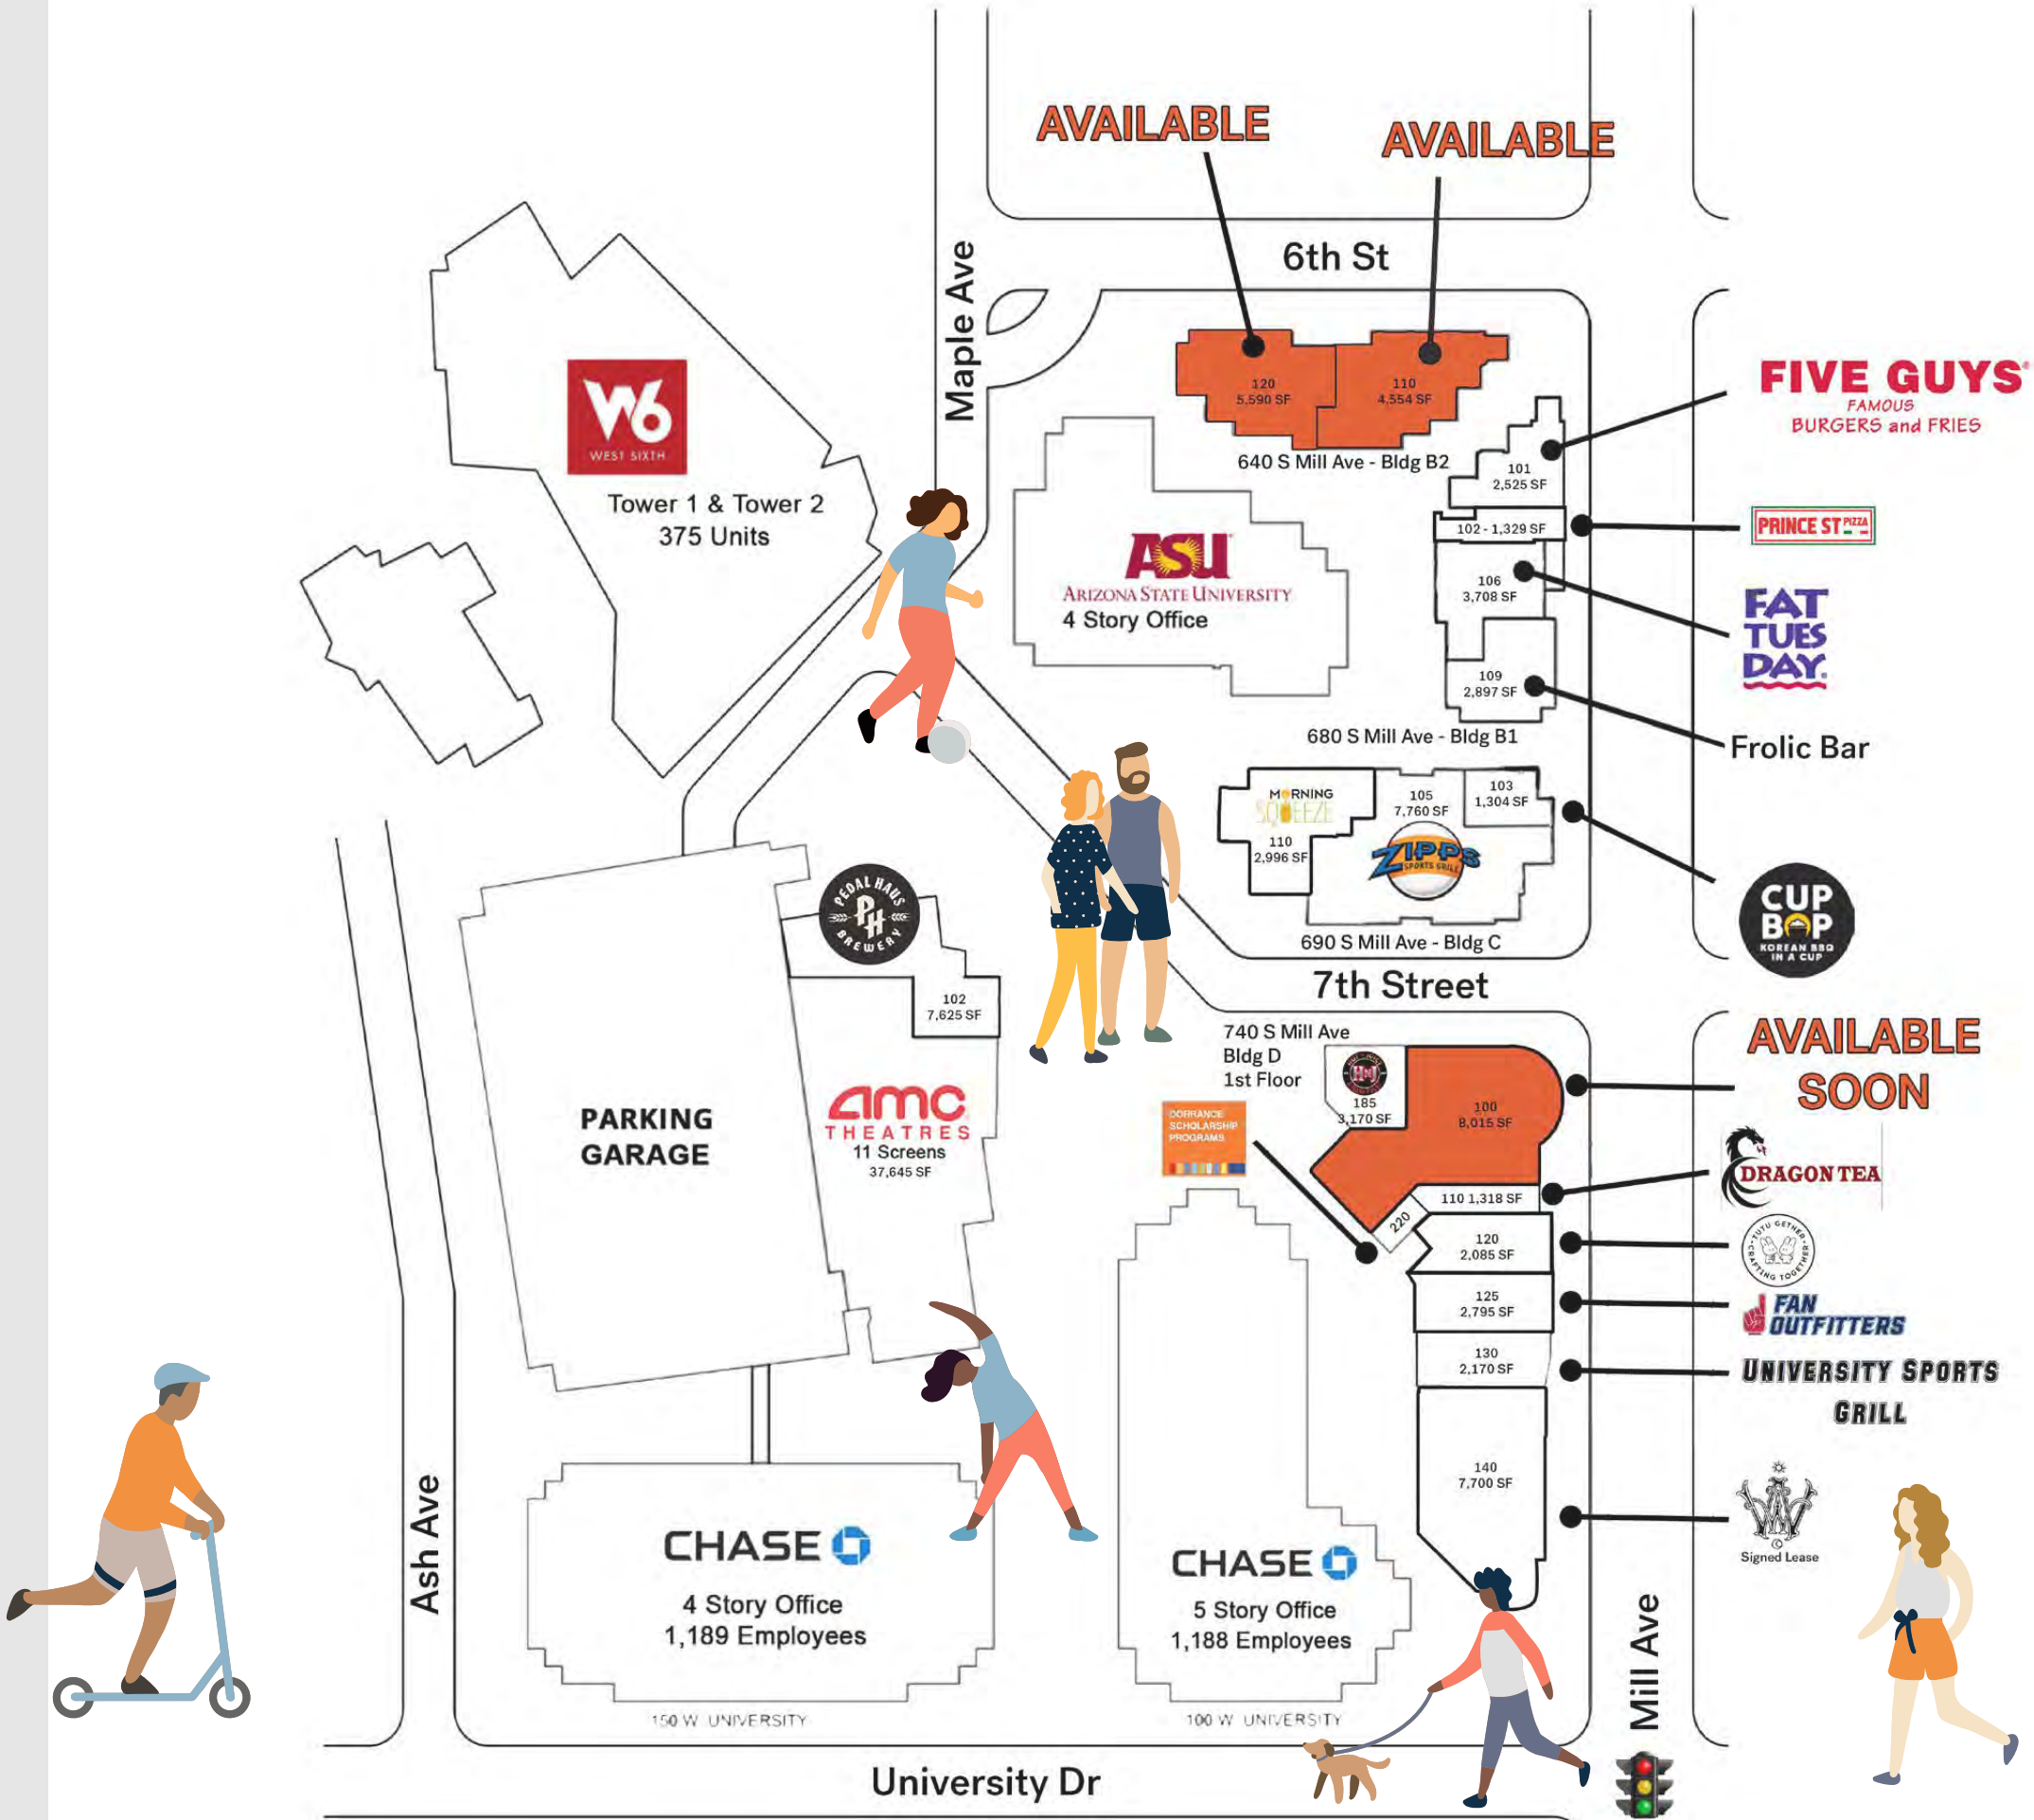 AVAILABLE
AVAILABLE
6th St
Maple Ave
120
5,590 SF
110
4,554 SF
640 S Mill Ave - Bldg B2
FIVE GUYS
FAMOUS
BURGERS and FRIES
101
2,525 SF
W6
WEST SIXTH
Tower 1 & Tower 2
375 Units
ASU
ARIZONA STATE UNIVERSITY
4 Story Office
102 - 1,329 SF
PRINCE ST PIZZA
106
3,708 SF
FAT
TUES
DAY.
109
2,897 SF
680 S Mill Ave - Bldg B1
Frolic Bar
MORNING
SQUEEZE
110
2,996 SF
105
7,760 SF
ZIPPS
SPORTS GRILL
103
1,304 SF
690 S Mill Ave - Bldg C
CUP
BOP
KOREAN BBQ
IN A CUP
PEDAL HAUS
PH
BREWERY
102
7,625 SF
7th Street
740 S Mill Ave
Bldg D
1st Floor
185
3,170 SF
100
8,015 SF
AVAILABLE
SOON
PARKING
GARAGE
amc
THEATRES
11 Screens
37,645 SF
DORRANCE
SCHOLARSHIP
PROGRAMS
110 1,318 SF
DRAGON TEA
220
120
2,085 SF
TUTU GETHER
CRAFTING TOGETHER
125
2,795 SF
FAN
OUTFITTERS
130
2,170 SF
UNIVERSITY SPORTS
GRILL
140
7,700 SF
Signed Lease
Ash Ave
CHASE
4 Story Office
1,189 Employees
150 W UNIVERSITY
CHASE
5 Story Office
1,188 Employees
100 W UNIVERSITY
Mill Ave
University Dr